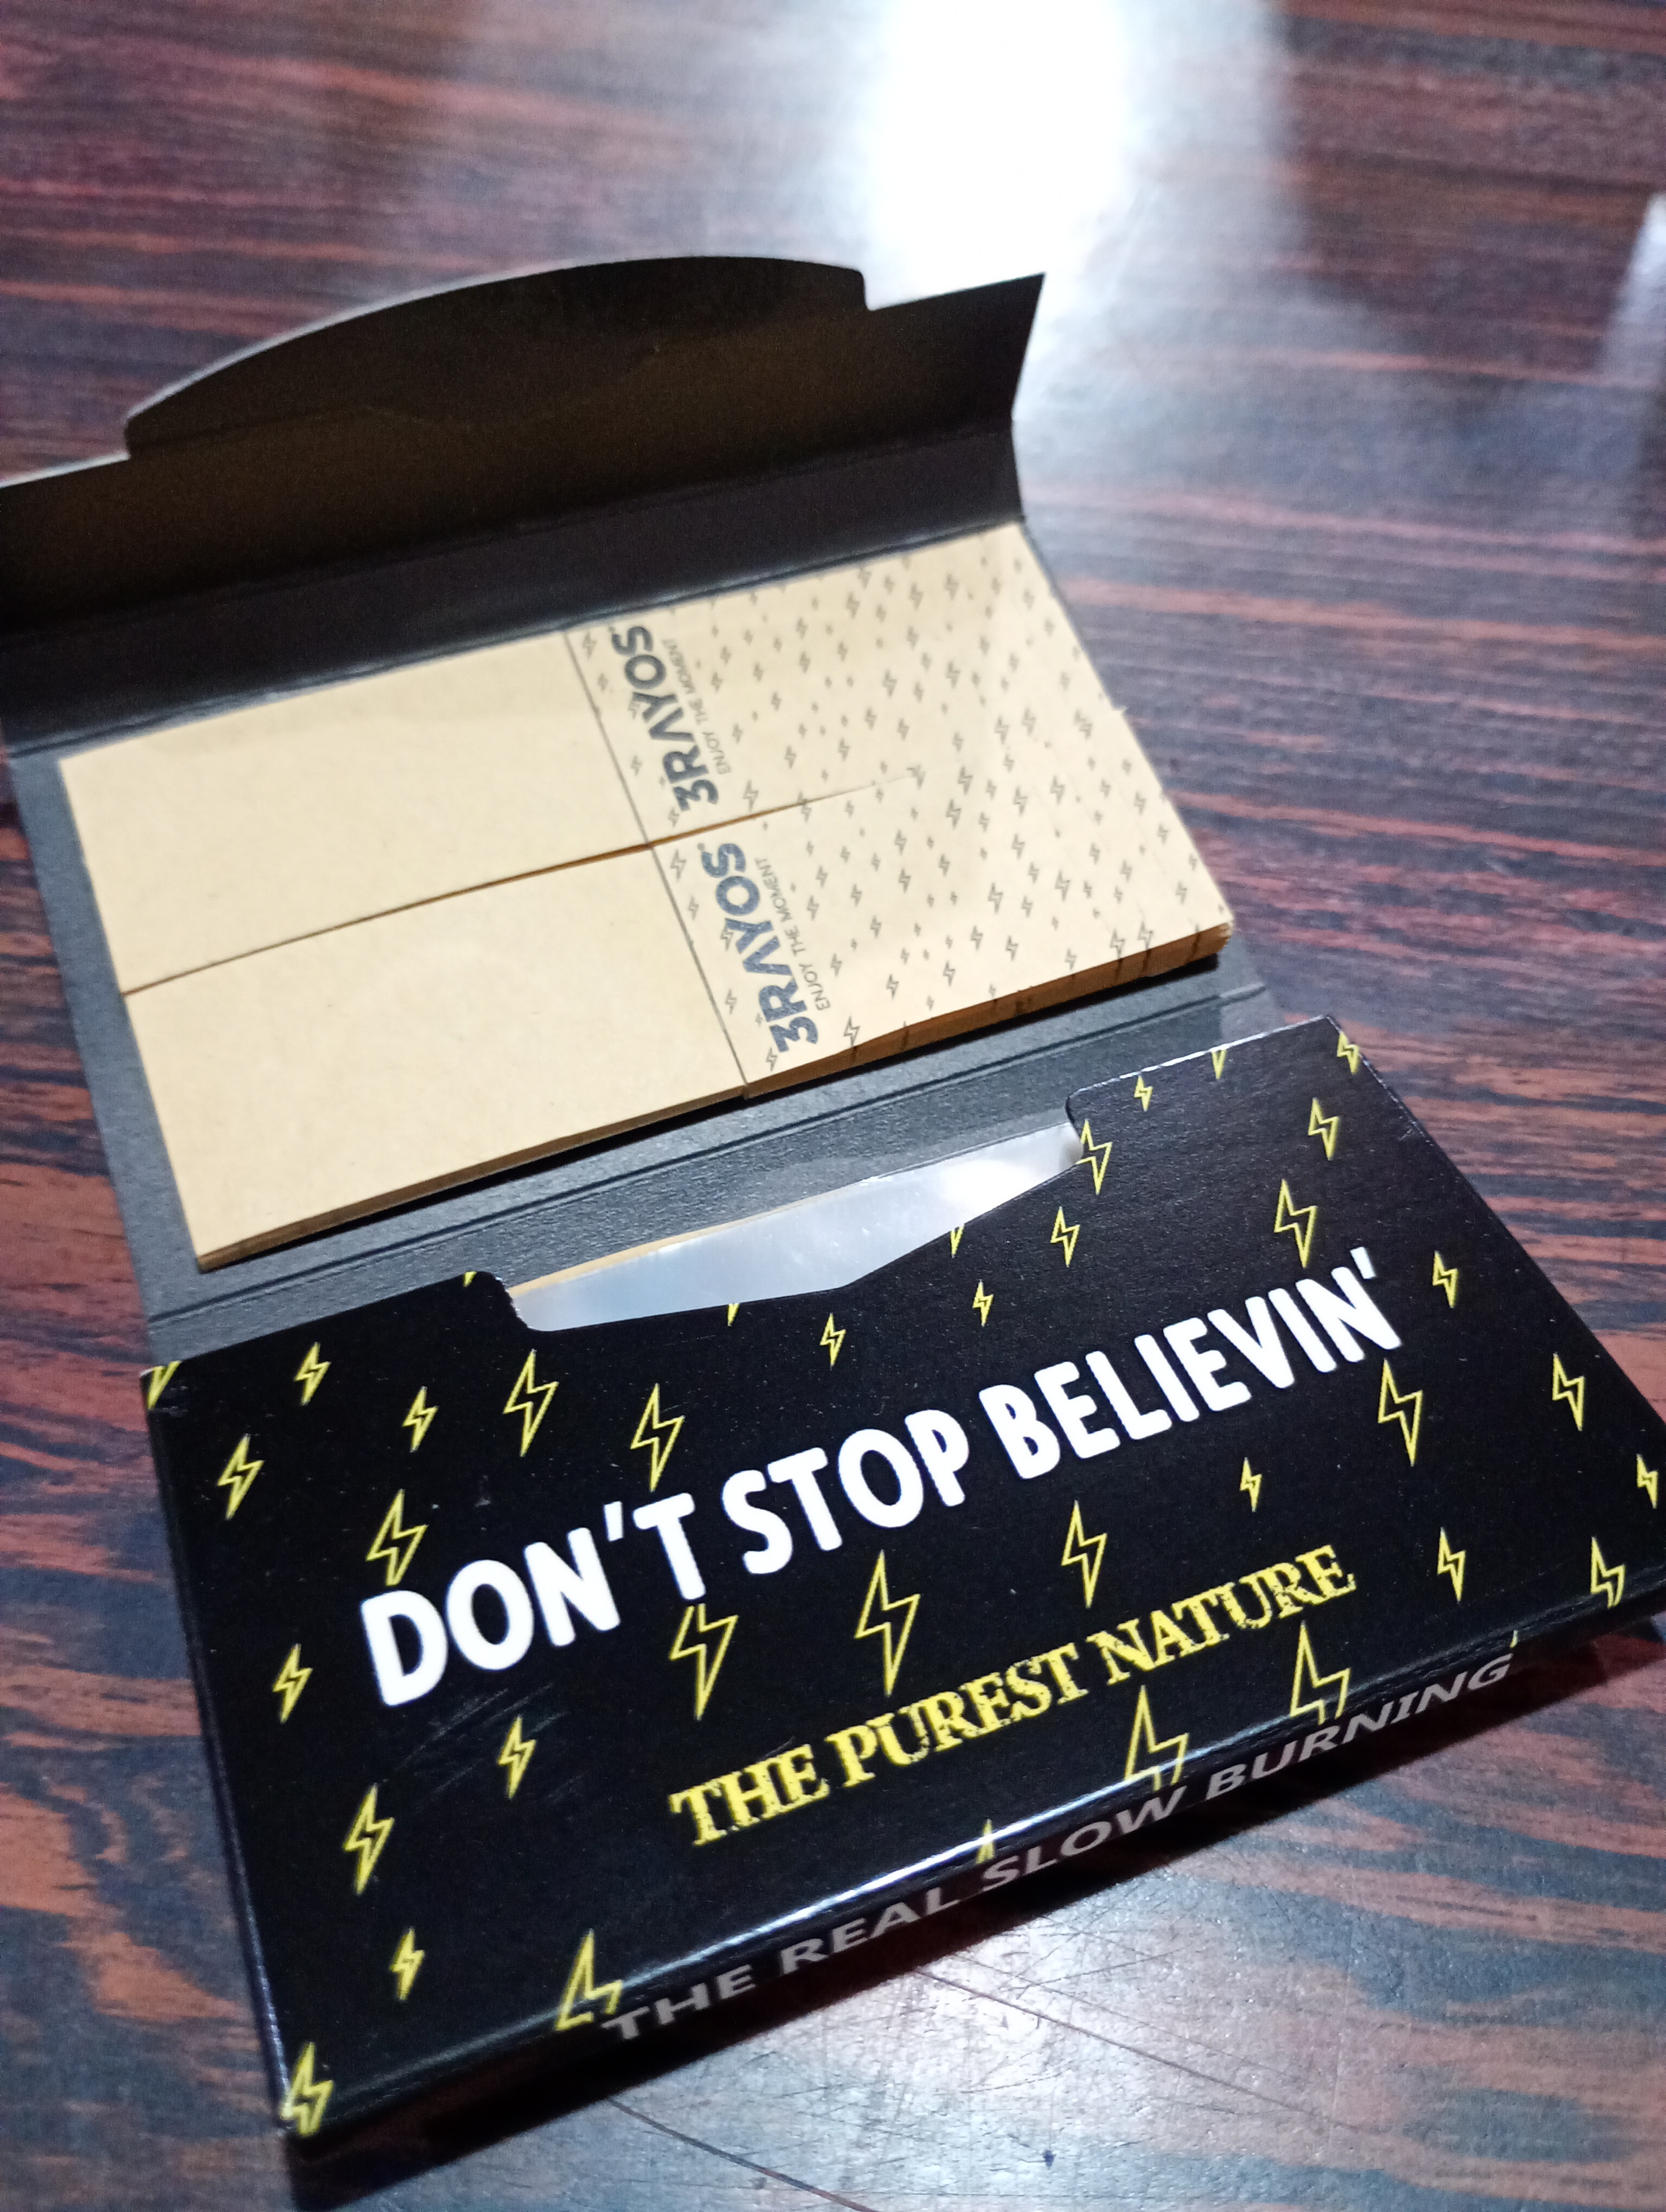 3RAYOS
ENJOY THE MOMENT
3RAYOS
ENJOY THE MOMENT
DON'T STOP BELIEVIN'
THE PUREST NATURE
THE REAL SLOW BURNING